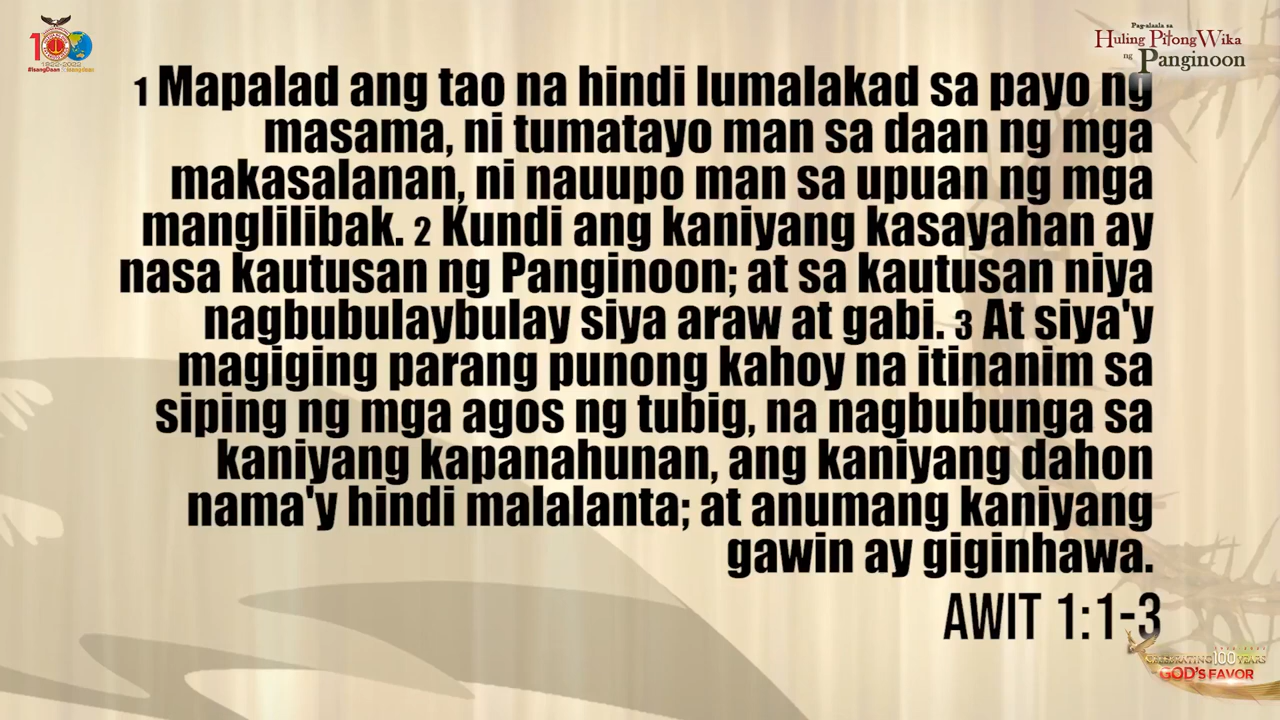 100
1922-2022
Pag-alaala sa
Huling Pitong Wika
ng Panginoon
1 Mapalad ang tao na hindi lumalakad sa payo ng
masama, ni tumatayo man sa daan ng mga
makasalanan, ni nauupo man sa upuan ng mga
manglilibak. 2 Kundi ang kaniyang kasayahan ay
nasa kautusan ng Panginoon; at sa kautusan niya
nagbubulaybulay siya araw at gabi. 3 At siya'y
magiging parang punong kahoy na itinanim sa
siping ng mga agos ng tubig, na nagbubunga sa
kaniyang kapanahunan, ang kaniyang dahon
nama'y hindi malalanta; at anumang kaniyang
gawin ay giginhawa.
AWIT 1:1-3
CELEBRATING 100 YEARS
GOD'S FAVOR